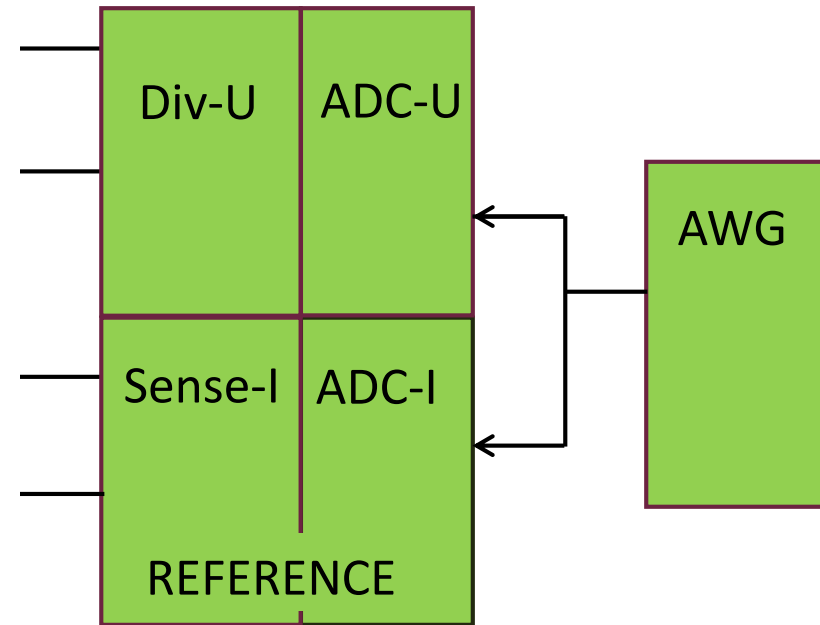 Div-U
ADC-U
AWG
Sense-I
ADC-I
REFERENCE